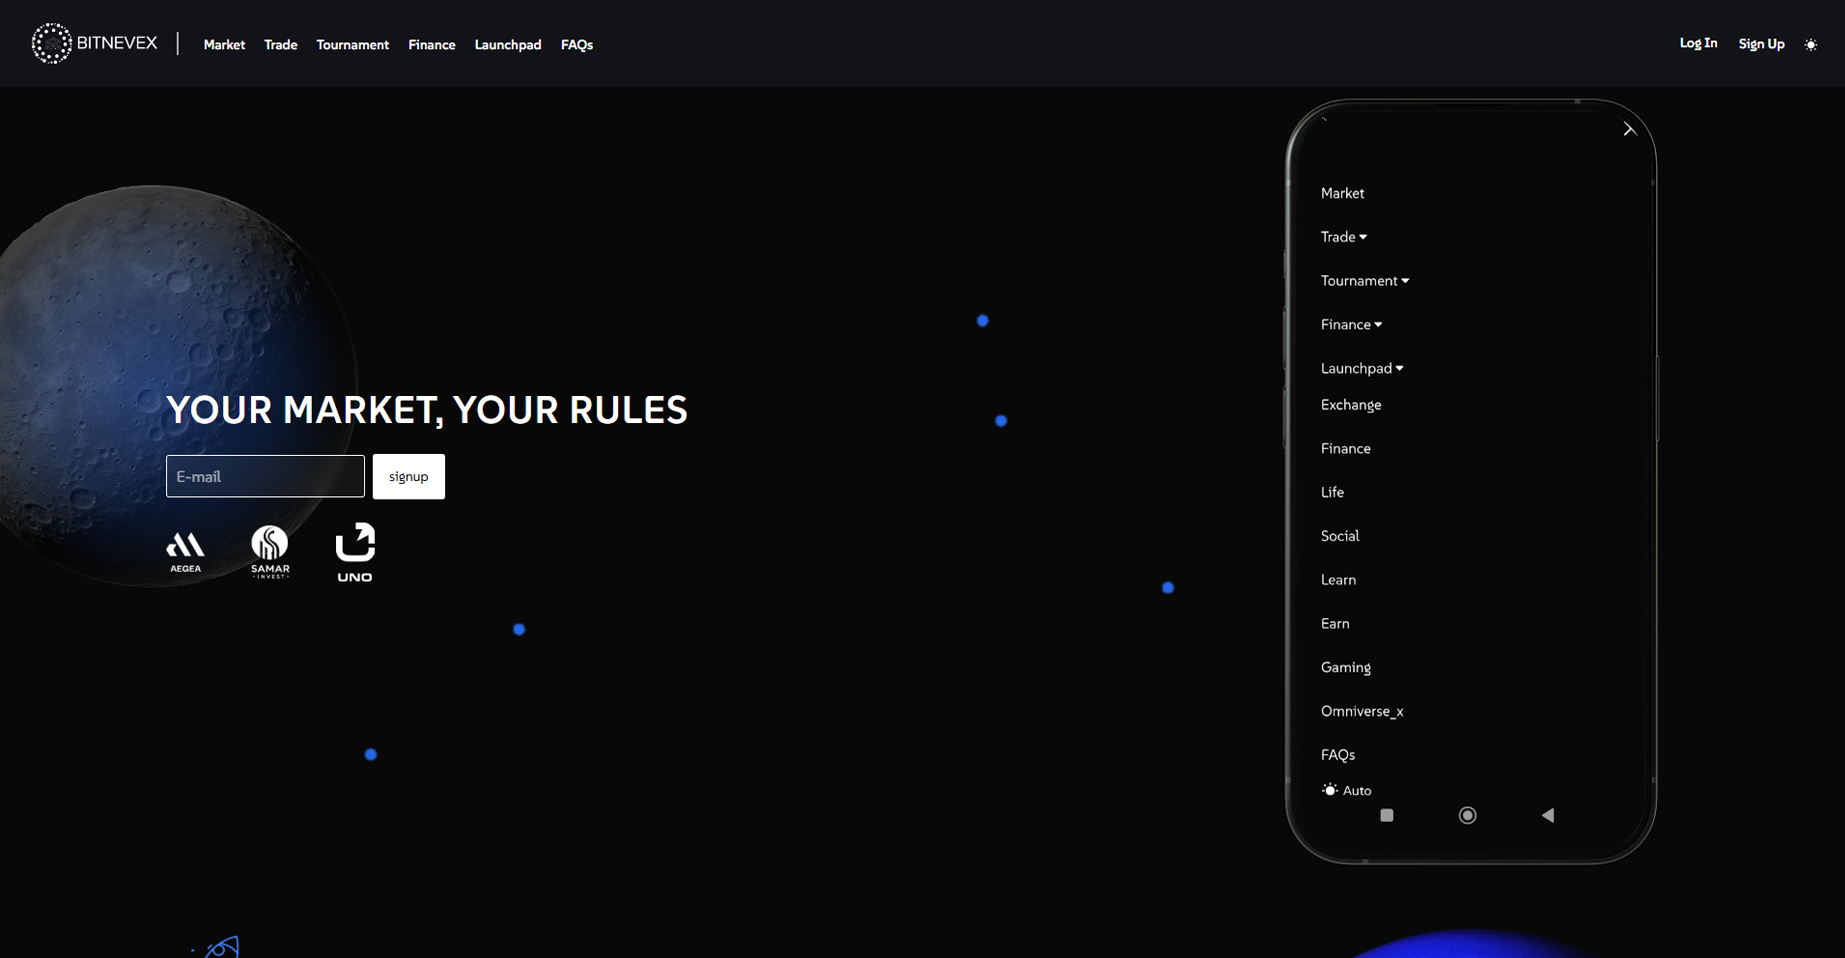 BITNEVEX
Market Trade Tournament Finance Launchpad FAQs
Log In Sign Up
YOUR MARKET, YOUR RULES
E-mail
signup
AEGEA
SAMAR
-INVEST-
UNO
Market
Trade
Tournament
Finance
Launchpad
Exchange
Finance
Life
Social
Learn
Earn
Gaming
Omniverse_x
FAQs
Auto